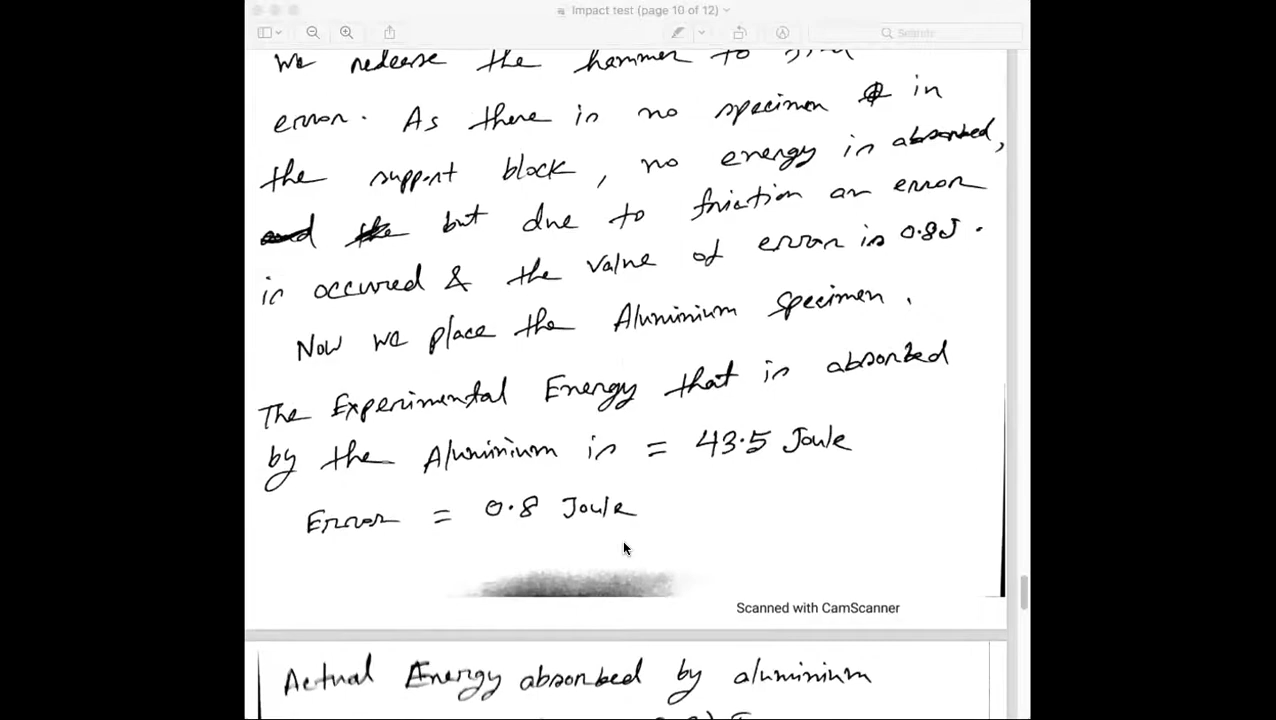 Impact test (page 10 of 12)
Search
We release the hammer to find
error. As there is no specimen in
the support block, no energy is absorbed,
but due to friction an error
is occured & the value of error is 0.8J.
Now we place the Aluminium specimen.
The Experimental Energy that is absorbed
by the Aluminium is = 43.5 Joule
Error = 0.8 Joule
Scanned with CamScanner
Actual Energy absorbed by aluminium